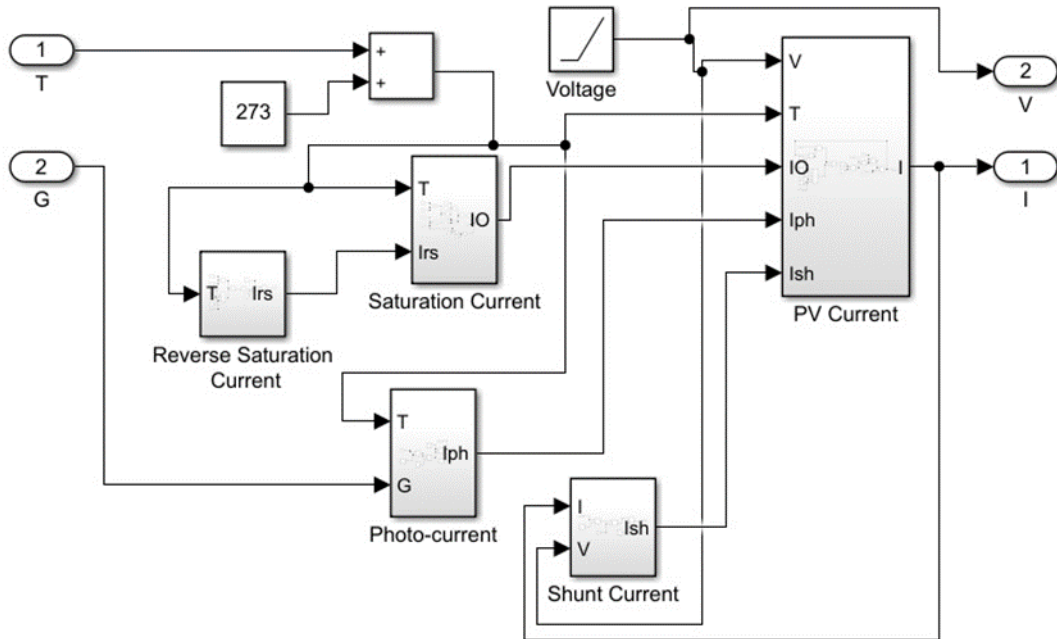 1
T
+
+
273
Voltage
2
G
V
T
IO
Iph
Ish
I
PV Current
2
V
1
I
T
Irs
IO
Saturation Current
T
Irs
Reverse Saturation
Current
T
G
Iph
Photo-current
I
V
Ish
Shunt Current